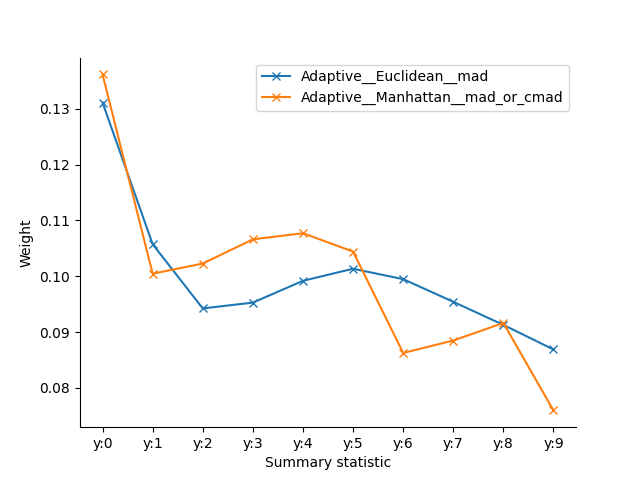 Adaptive__Euclidean__mad
Adaptive__Manhattan__mad_or_cmad
0.13
0.12
0.11
0.10
0.09
0.08
Weight
y:0 y:1 y:2 y:3 y:4 y:5 y:6 y:7 y:8 y:9
Summary statistic